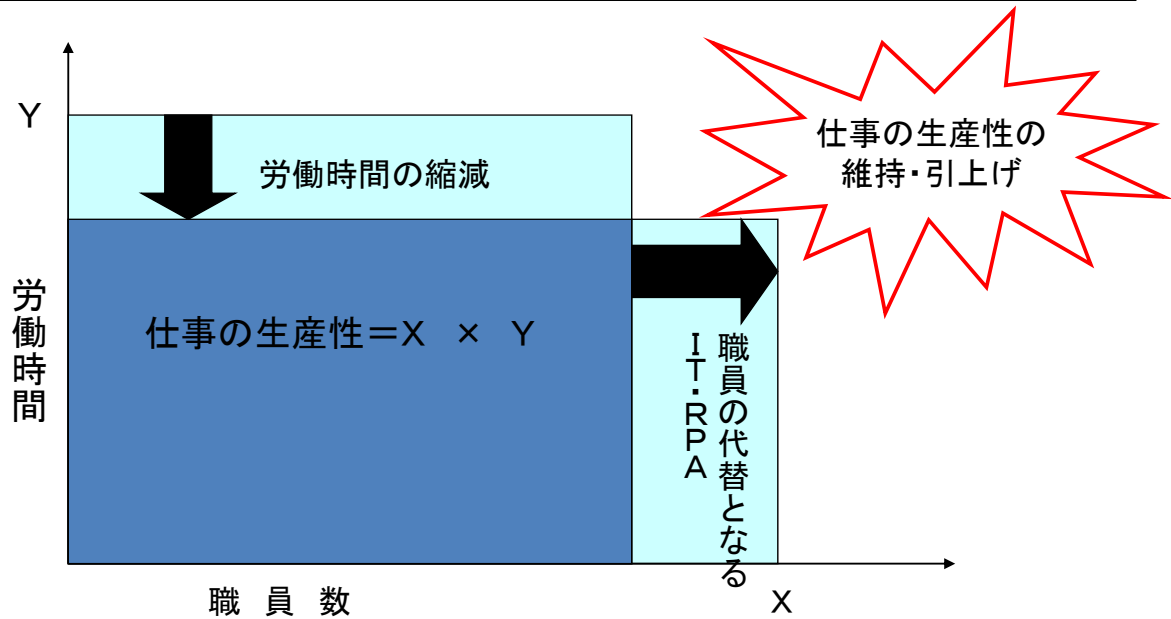 Y
労働時間の縮減
仕事の生産性の
維持・引上げ
労働時間
仕事の生産性＝X　×　Y
職員の代替となる
IT・RPA
職　員　数
X